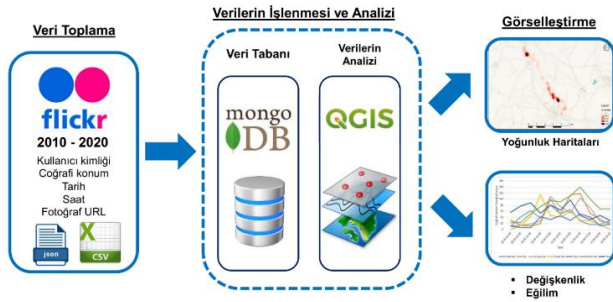 Veri Toplama
flickr
2010 - 2020
Kullanıcı kimliği
Coğrafi konum
Tarih
Saat
Fotoğraf URL
json
X
CSV
Verilerin İşlenmesi ve Analizi
Veri Tabanı
mongo
DB
Verilerin
Analizi
QGIS
Görselleştirme
Yoğunluk Haritaları
Değişkenlik
Eğilim